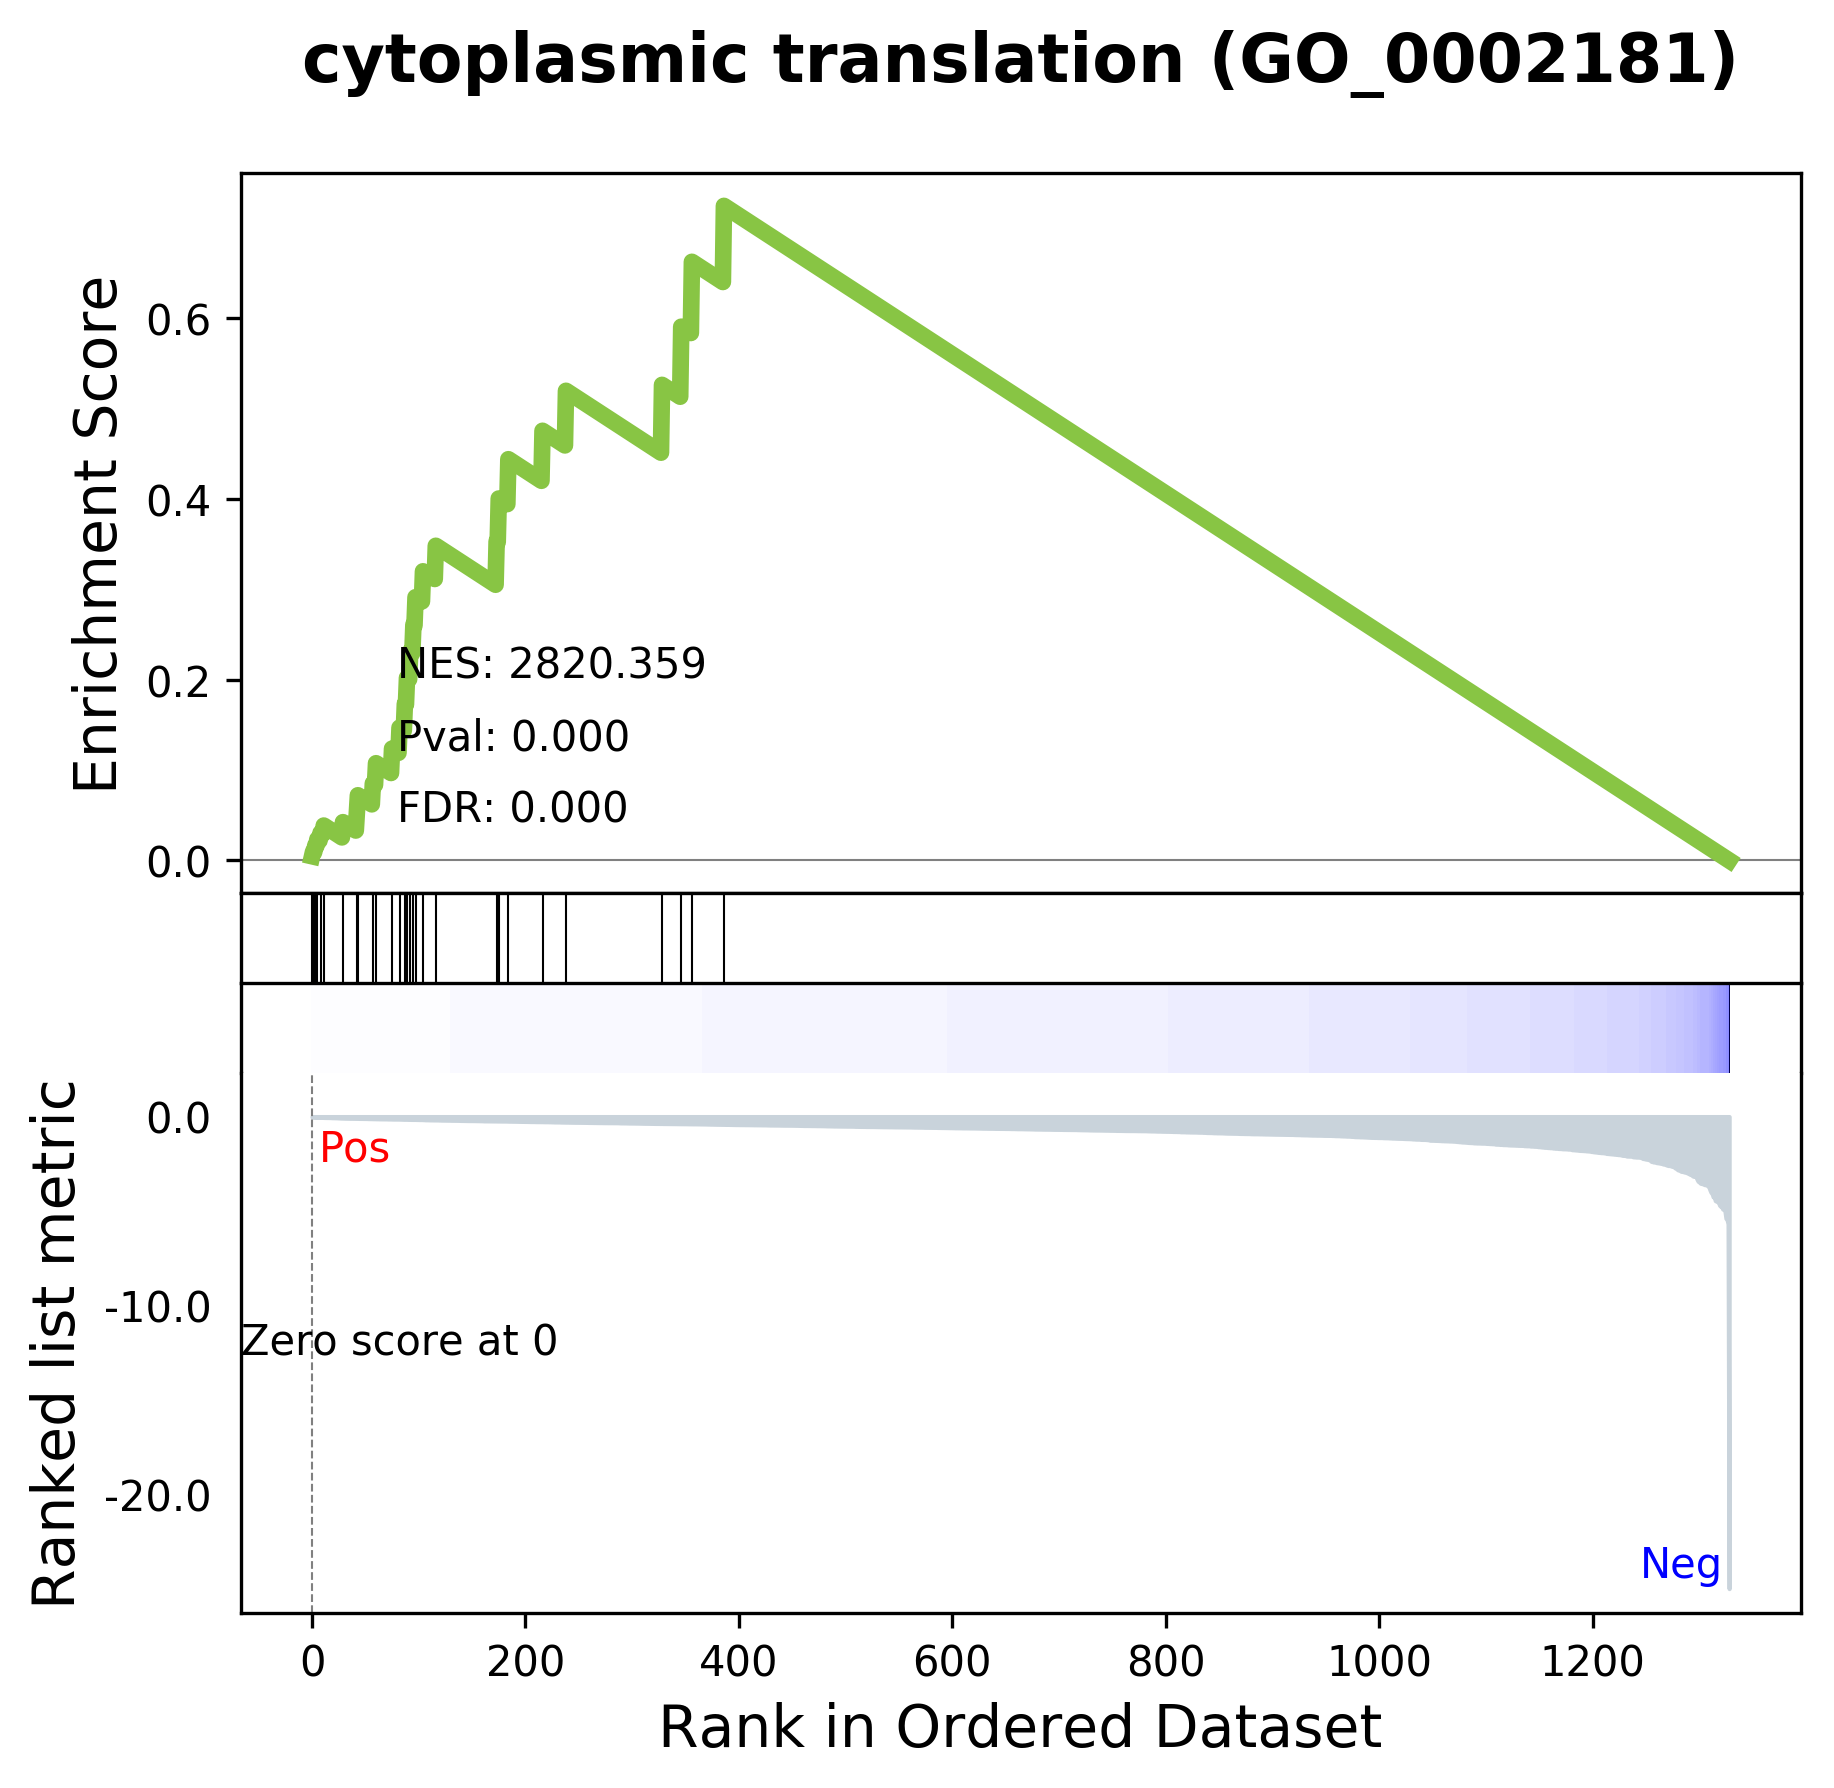 cytoplasmic translation (GO_0002181)
Enrichment Score
0.6
0.4
0.2
0.0
NES: 2820.359
Pval: 0.000
FDR: 0.000
Ranked list metric
0.0
-10.0
-20.0
Pos
Zero score at 0
Neg
0 200 400 600 800 1000 1200
Rank in Ordered Dataset